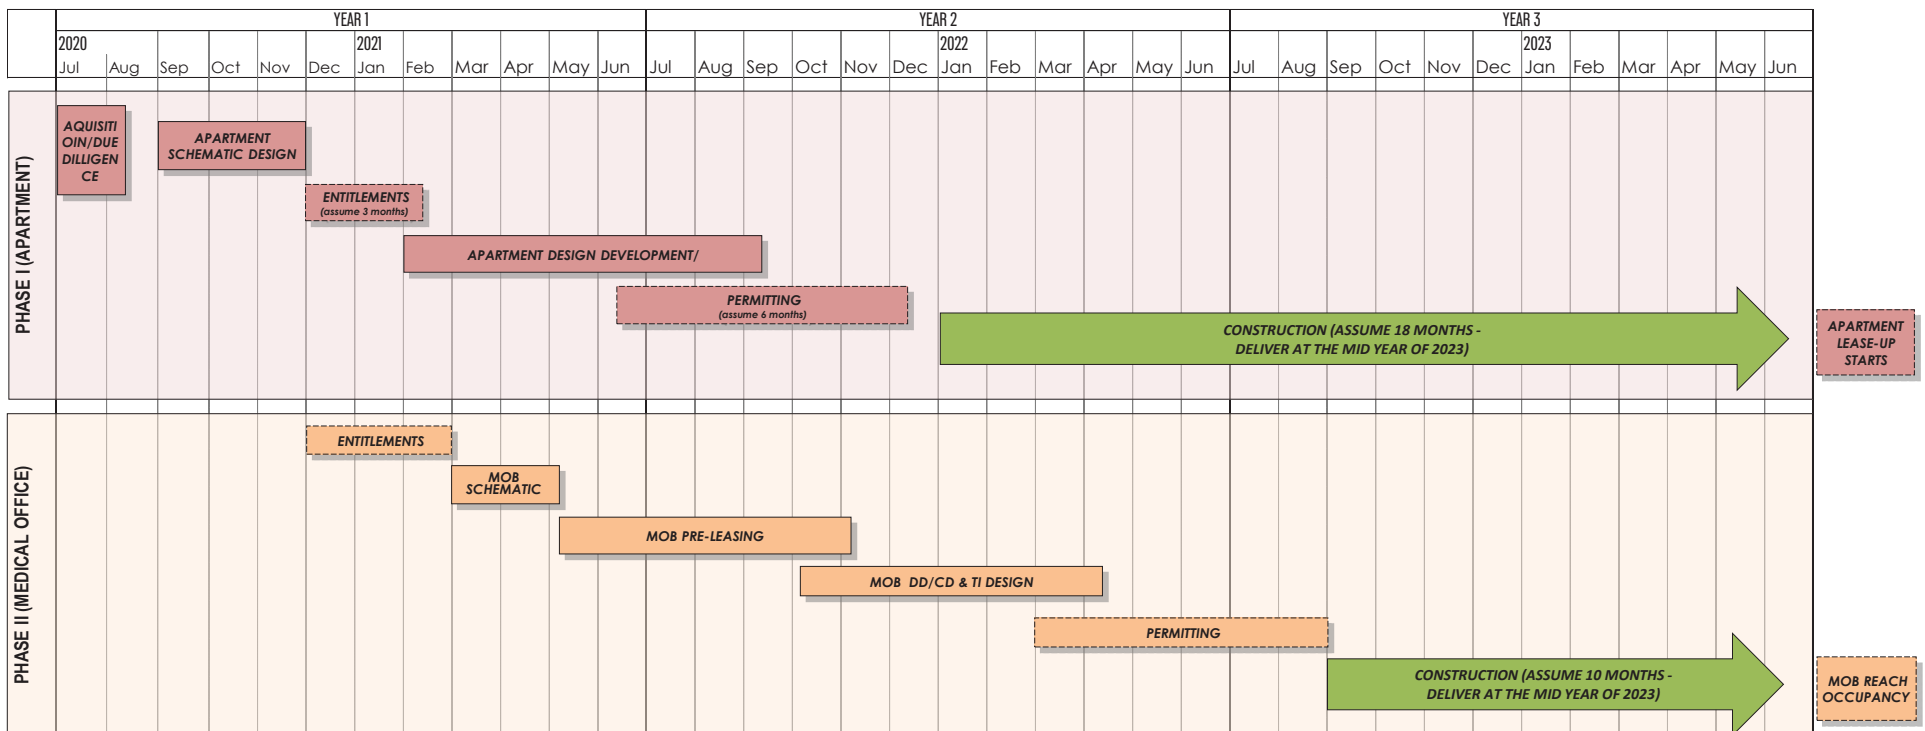 YEAR 1 YEAR 2 YEAR 3
2020 2021 2022 2023
Jul Aug Sep Oct Nov Dec Jan Feb Mar Apr May Jun Jul Aug Sep Oct Nov Dec Jan Feb Mar Apr May Jun Jul Aug Sep Oct Nov Dec Jan Feb Mar Apr May Jun
PHASE I (APARTMENT)
AQUISITI
OIN/DUE
DILLIGEN
CE
APARTMENT
SCHEMATIC DESIGN
ENTITLEMENTS
(assume 3 months)
APARTMENT DESIGN DEVELOPMENT/
PERMITTING
(assume 6 months)
CONSTRUCTION (ASSUME 18 MONTHS -
DELIVER AT THE MID YEAR OF 2023)
APARTMENT
LEASE-UP
STARTS
PHASE II (MEDICAL OFFICE)
ENTITLEMENTS
MOB
SCHEMATIC
MOB PRE-LEASING
MOB DD/CD & TI DESIGN
PERMITTING
CONSTRUCTION (ASSUME 10 MONTHS -
DELIVER AT THE MID YEAR OF 2023)
MOB REACH
OCCUPANCY